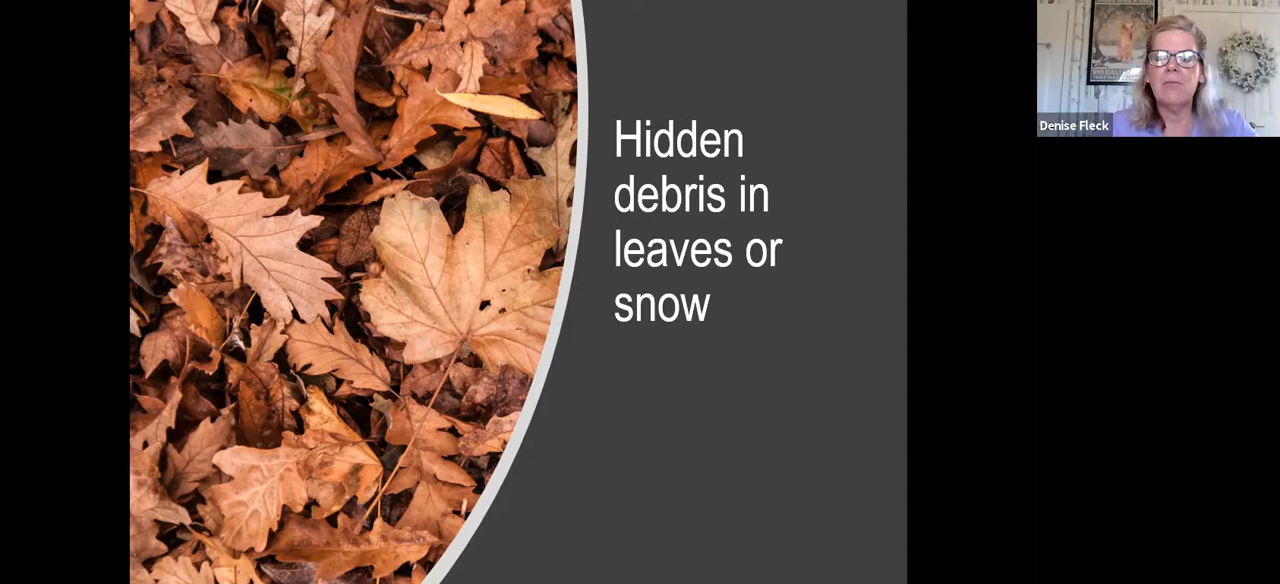 Hidden
debris in
leaves or
snow
Denise Fleck